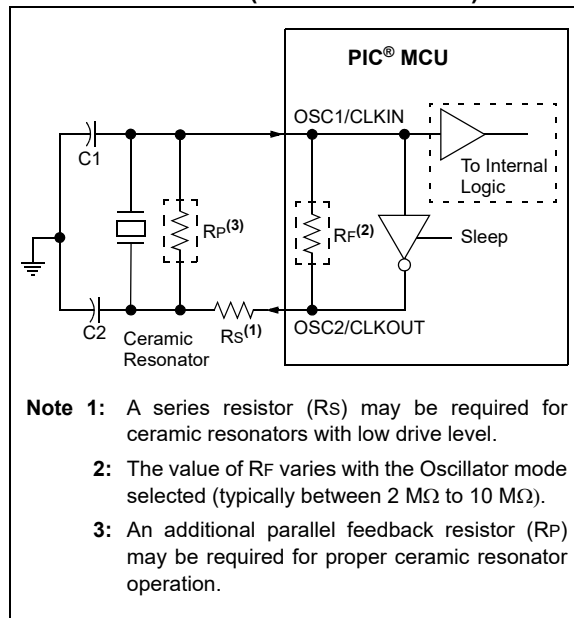 PIC® MCU
OSC1/CLKIN
C1
To Internal
Logic
RP(3)
RF(2)
Sleep
C2
Ceramic
Resonator
RS(1)
OSC2/CLKOUT
Note 1: A series resistor (RS) may be required for
ceramic resonators with low drive level.
2: The value of RF varies with the Oscillator mode
selected (typically between 2 MΩ to 10 MΩ).
3: An additional parallel feedback resistor (RP)
may be required for proper ceramic resonator
operation.